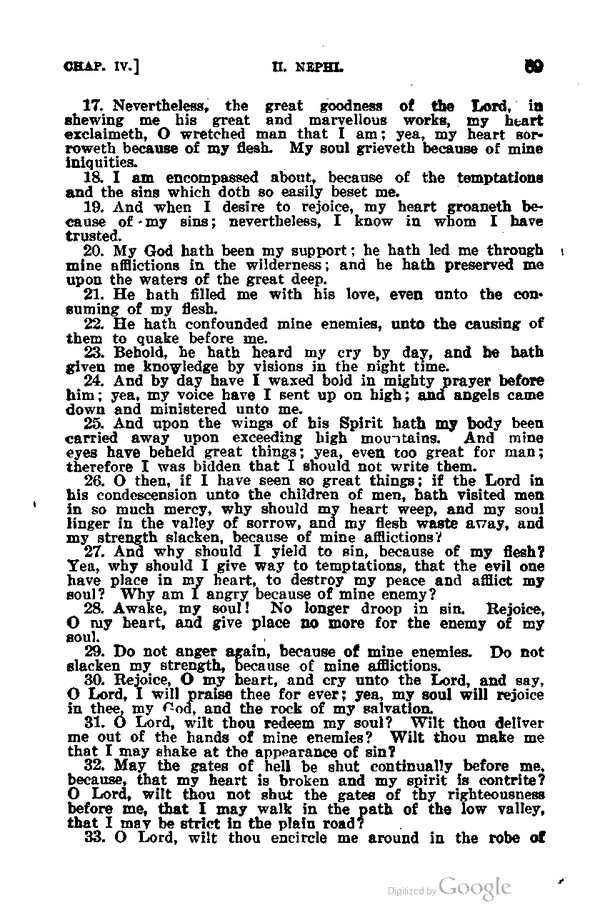 CHAP. IV.] II. NEPHI. 59
17. Nevertheless, the great goodness of the Lord, in
shewing me his great and marvellous works, my heart
exclaimeth, O wretched man that I am; yea, my heart sor-
roweth because of my flesh. My soul grieveth because of mine
iniquities.
18. I am encompassed about, because of the temptations
and the sins which doth so easily beset me.
19. And when I desire to rejoice, my heart groaneth be-
cause of my sins; nevertheless, I know in whom I have
trusted.
20. My God hath been my support; he hath led me through
mine afflictions in the wilderness; and he hath preserved me
upon the waters of the great deep.
21. He hath filled me with his love, even unto the con-
suming of my flesh.
22. He hath confounded mine enemies, unto the causing of
them to quake before me.
23. Behold, he hath heard my cry by day, and he hath
given me knowledge by visions in the night time.
24. And by day have I waxed bold in mighty prayer before
him; yea, my voice have I sent up on high; and angels came
down and ministered unto me.
25. And upon the wings of his Spirit hath my body been
carried away upon exceeding high mountains. And mine
eyes have beheld great things; yea, even too great for man;
therefore I was bidden that I should not write them.
26. O then, if I have seen so great things; if the Lord in
his condescension unto the children of men, hath visited men
in so much mercy, why should my heart weep, and my soul
linger in the valley of sorrow, and my flesh waste away, and
my strength slacken, because of mine afflictions?
27. And why should I yield to sin, because of my flesh?
Yea, why should I give way to temptations, that the evil one
have place in my heart, to destroy my peace and afflict my
soul? Why am I angry because of mine enemy?
28. Awake, my soul! No longer droop in sin. Rejoice,
O my heart, and give place no more for the enemy of my
soul.
29. Do not anger again, because of mine enemies. Do not
slacken my strength, because of mine afflictions.
30. Rejoice, O my heart, and cry unto the Lord, and say,
O Lord, I will praise thee for ever; yea, my soul will rejoice
in thee, my God, and the rock of my salvation.
31. O Lord, wilt thou redeem my soul? Wilt thou deliver
me out of the hands of mine enemies? Wilt thou make me
that I may shake at the appearance of sin?
32. May the gates of hell be shut continually before me,
because, that my heart is broken and my spirit is contrite?
O Lord, wilt thou not shut the gates of thy righteousness
before me, that I may walk in the path of the low valley,
that I may be strict in the plain road?
33. O Lord, wilt thou encircle me around in the robe of
Digitized by Google